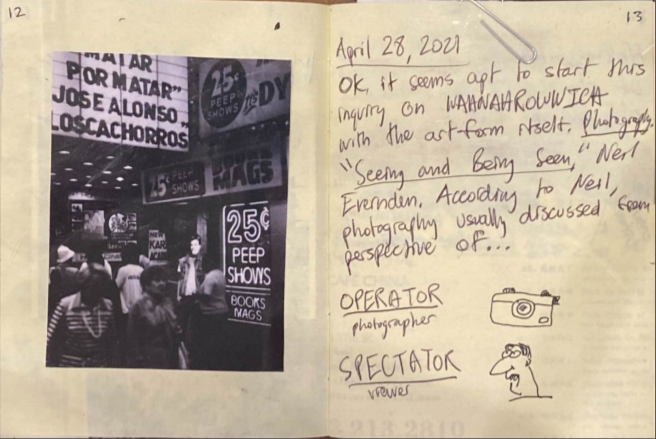 12
MATAR
POR MATAR"
JOSE ALONSO
LOSCACHORROS
25¢
PEEP
SHOWS
25¢ PEEP SHOWS
MAGS
25¢
PEEP
SHOWS
BOOKS
MAGS
13
April 28, 2021
OK, it seems apt to start this
inquiry on
with the art-form itself. Photography.
"Seeing and Being Seen," Neil
Evernden. According to Neil,
photography usually discussed from
perspective of...
OPERATOR
photographer
SPECTATOR
viewer
213 2810